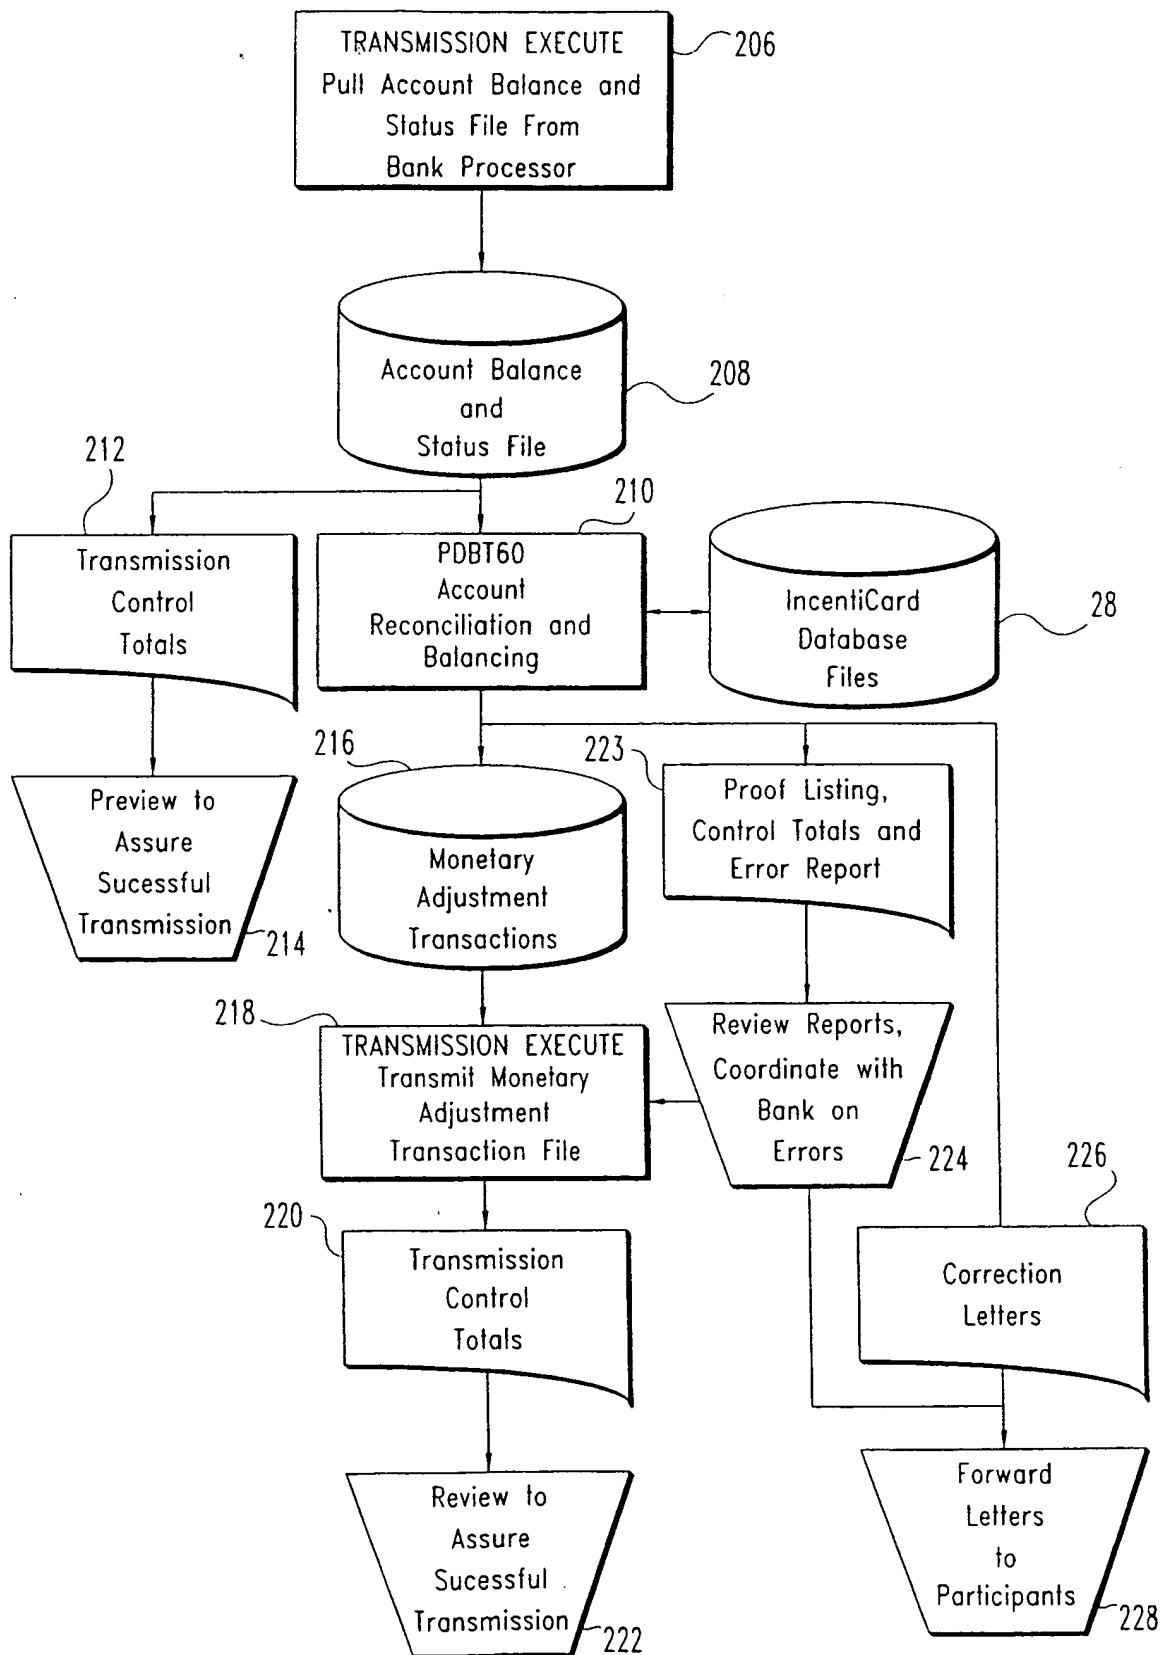 TRANSMISSION EXECUTE
Pull Account Balance and
Status File From
Bank Processor
206
Account Balance
and
Status File
208
212
Transmission
Control
Totals
210
PDBT60
Account
Reconciliation and
Balancing
IncentiCard
Database
Files
28
Preview to
Assure
Sucessful
Transmission
214
216
Monetary
Adjustment
Transactions
223
Proof Listing,
Control Totals and
Error Report
218
TRANSMISSION EXECUTE
Transmit Monetary
Adjustment
Transaction File
Review Reports,
Coordinate with
Bank on
Errors
224
220
Transmission
Control
Totals
226
Correction
Letters
Review to
Assure
Sucessful
Transmission
222
Forward
Letters
to
Participants
228